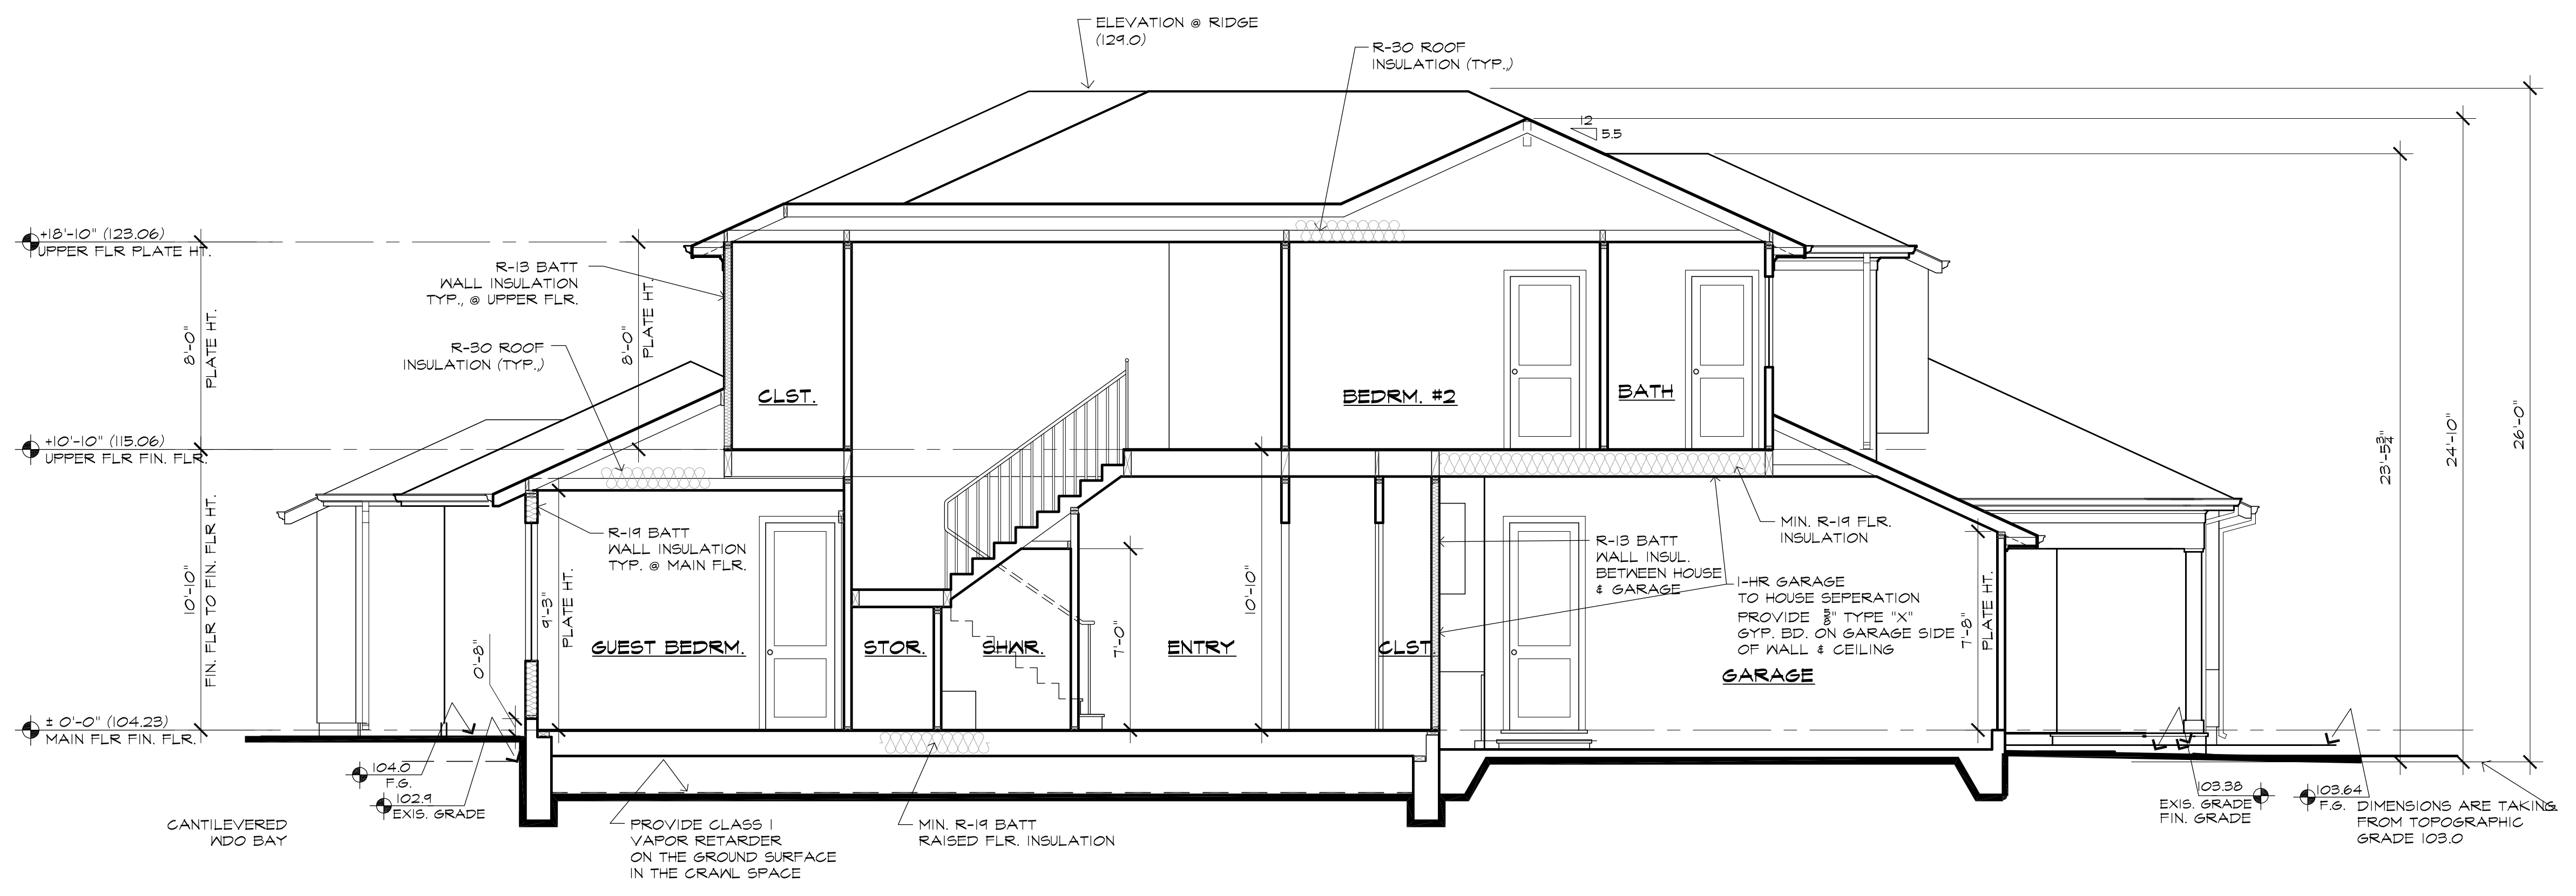 ELEVATION @ RIDGE
(129.0)
R-30 ROOF
INSULATION (TYP.,)
12
5.5
+18'-10" (123.06)
UPPER FLR PLATE HT.
R-13 BATT
WALL INSULATION
TYP., @ UPPER FLR.
8'-0"
PLATE HT.
8'-0"
PLATE HT.
R-30 ROOF
INSULATION (TYP.,)
CLST.
BEDRM. #2
BATH
+10'-10" (115.06)
UPPER FLR FIN. FLR.
23'-5¾"
24'-10"
26'-0"
10'-10"
FIN. FLR TO FIN. FLR HT.
R-19 BATT
WALL INSULATION
TYP. @ MAIN FLR.
9'-3"
PLATE HT.
0'-8"
GUEST BEDRM.
STOR.
SHWR.
7'-0"
ENTRY
10'-10"
CLST.
R-13 BATT
WALL INSUL.
BETWEEN HOUSE
& GARAGE
MIN. R-19 FLR.
INSULATION
1-HR GARAGE
TO HOUSE SEPERATION
PROVIDE ⅝" TYPE "X"
GYP. BD. ON GARAGE SIDE
OF WALL & CEILING
GARAGE
7'-8"
PLATE HT.
± 0'-0" (104.23)
MAIN FLR FIN. FLR.
104.0
F.G.
102.9
EXIS. GRADE
CANTILEVERED
WDO BAY
PROVIDE CLASS 1
VAPOR RETARDER
ON THE GROUND SURFACE
IN THE CRAWL SPACE
MIN. R-19 BATT
RAISED FLR. INSULATION
103.38
EXIS. GRADE
FIN. GRADE
103.64
F.G.
DIMENSIONS ARE TAKING
FROM TOPOGRAPHIC
GRADE 103.0